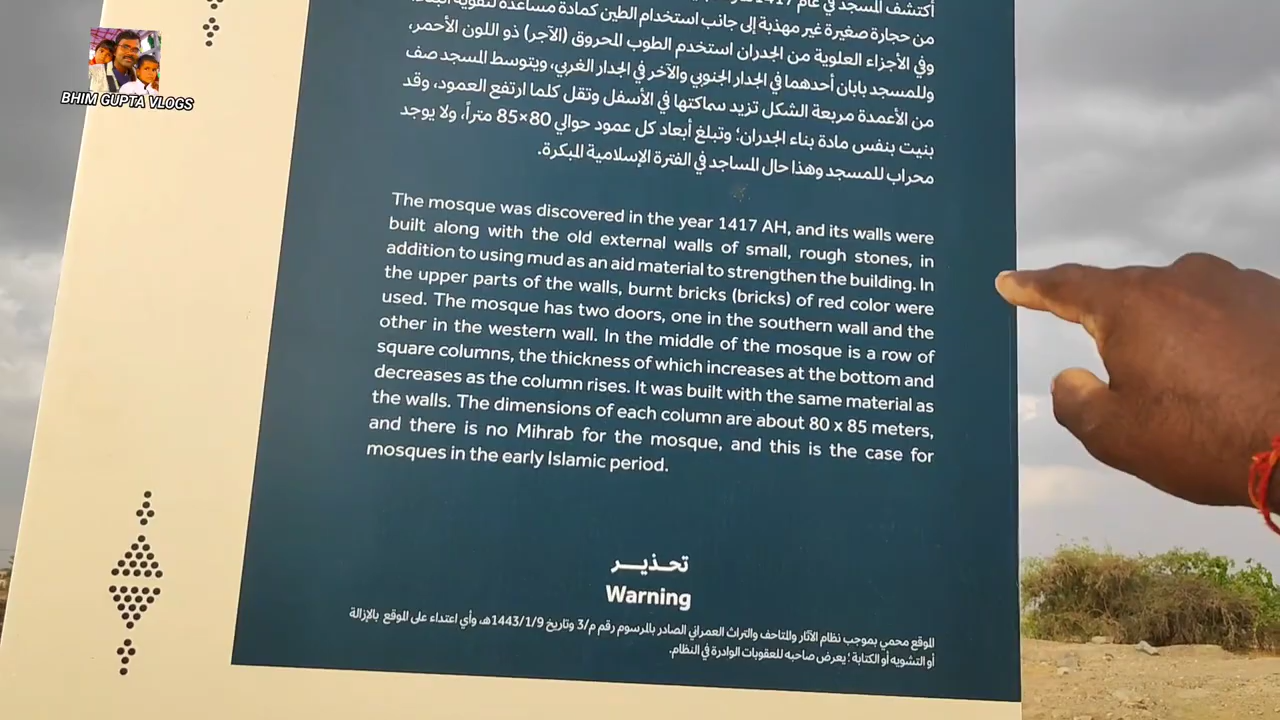 BHIM GUPTA VLOGS
أكتشف المسجد في عام 1417
من حجارة صغيرة غير مهذبة إلى جانب استخدام الطين كمادة مساعدة لتقوية
وفي الأجزاء العلوية من الجدران استخدم الطوب المحروق (الآجر) ذو اللون الأحمر،
وللمسجد بابان أحدهما في الجدار الجنوبي والآخر في الجدار الغربي، ويتوسط المسجد صف
من الأعمدة مربعة الشكل تزيد سماكتها في الأسفل وتقل كلما ارتفع العمود، وقد
بنيت بنفس مادة بناء الجدران؛ وتبلغ أبعاد كل عمود حوالي 80×85 متراً، ولا يوجد
محراب للمسجد وهذا حال المساجد في الفترة الإسلامية المبكرة.
The mosque was discovered in the year 1417 AH, and its walls were
built along with the old external walls of small, rough stones, in
addition to using mud as an aid material to strengthen the building. In
the upper parts of the walls, burnt bricks (bricks) of red color were
used. The mosque has two doors, one in the southern wall and the
other in the western wall. In the middle of the mosque is a row of
square columns, the thickness of which increases at the bottom and
decreases as the column rises. It was built with the same material as
the walls. The dimensions of each column are about 80 x 85 meters,
and there is no Mihrab for the mosque, and this is the case for
mosques in the early Islamic period.
تحذير
Warning
الموقع محمي بموجب نظام الآثار والمتاحف والتراث العمراني الصادر بالمرسوم رقم م/3 وتاريخ 1443/1/9هـ، وأي اعتداء على الموقع بالإزالة
أو التشويه أو الكتابة؛ يعرض صاحبه للعقوبات الواردة في النظام.